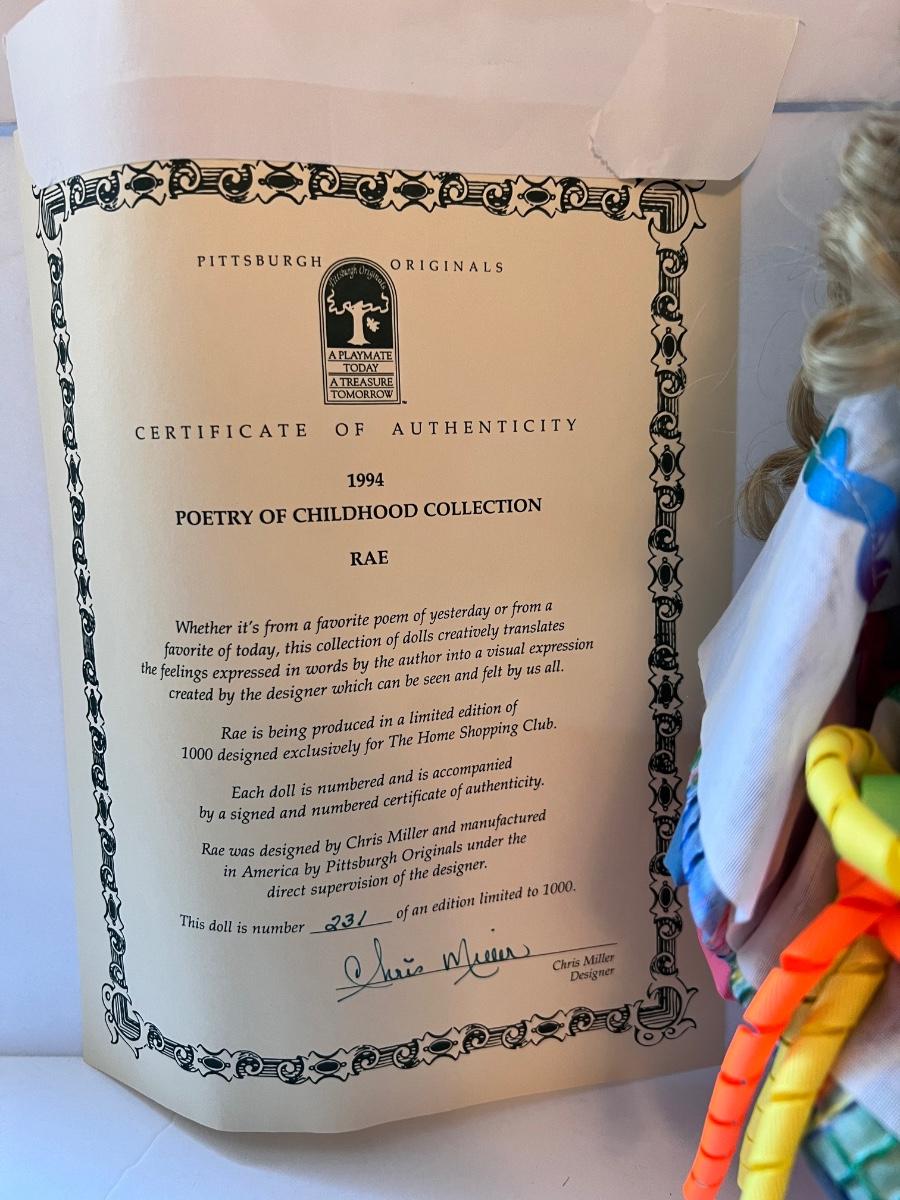 PITTSBURGH ORIGINALS
Pittsburgh Originals
A PLAYMATE
TODAY
A TREASURE
TOMORROW™
CERTIFICATE OF AUTHENTICITY
1994
POETRY OF CHILDHOOD COLLECTION
RAE
Whether it's from a favorite poem of yesterday or from a
favorite of today, this collection of dolls creatively translates
the feelings expressed in words by the author into a visual expression
created by the designer which can be seen and felt by us all.
Rae is being produced in a limited edition of
1000 designed exclusively for The Home Shopping Club.
Each doll is numbered and is accompanied
by a signed and numbered certificate of authenticity.
Rae was designed by Chris Miller and manufactured
in America by Pittsburgh Originals under the
direct supervision of the designer.
This doll is number 231 of an edition limited to 1000.
Chris Miller
Chris Miller
Designer